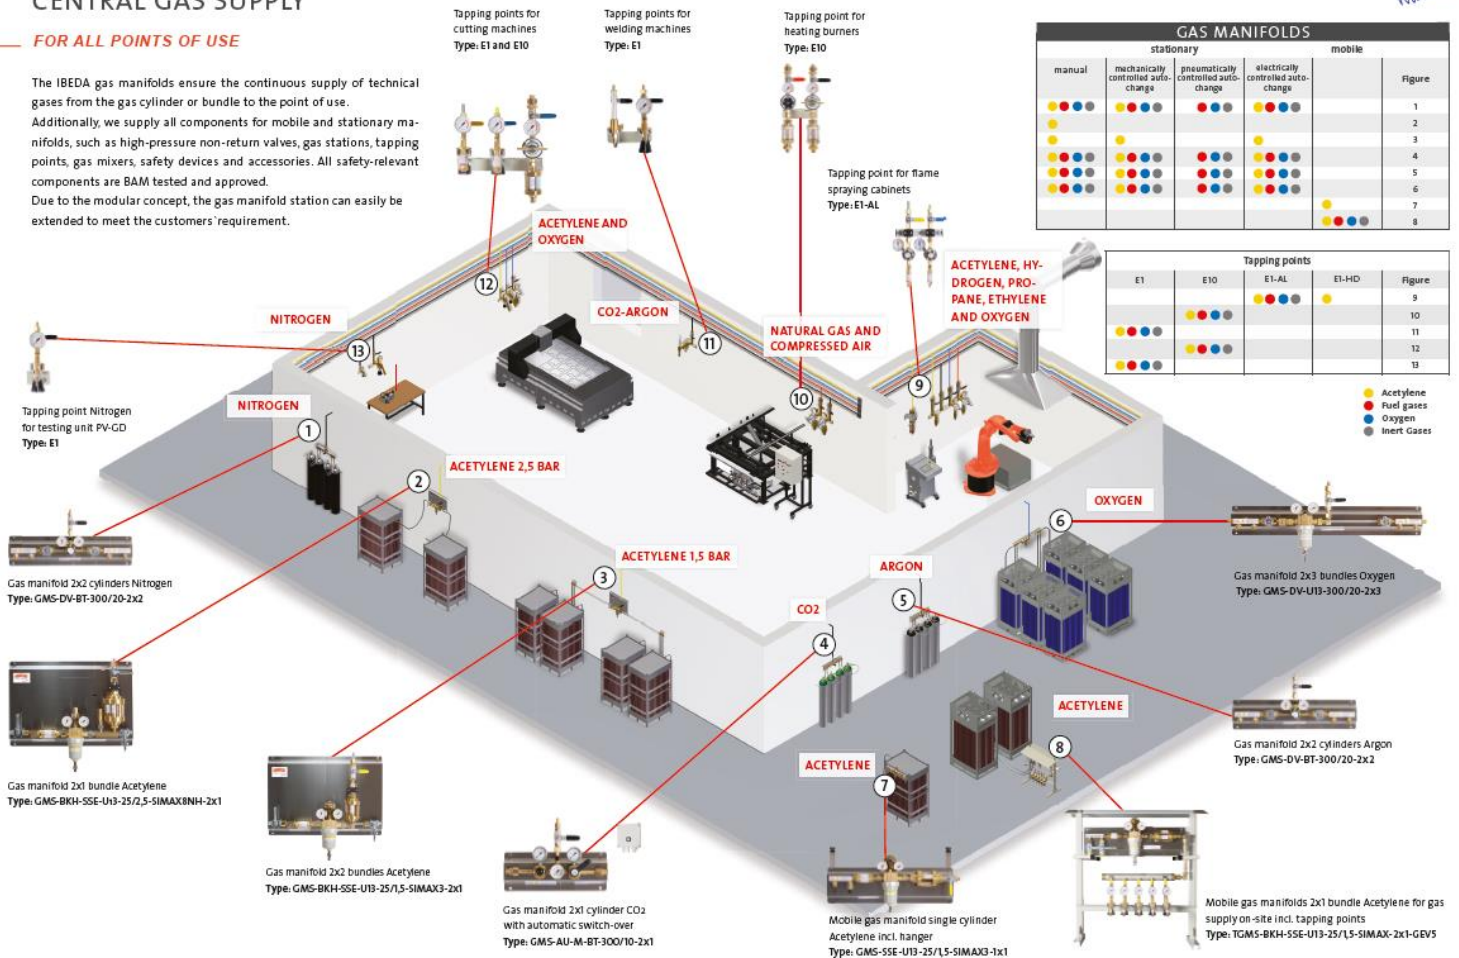 CENTRAL GAS SUPPLY
FOR ALL POINTS OF USE
The IBEDA gas manifolds ensure the continuous supply of technical
gases from the gas cylinder or bundle to the point of use.
Additionally, we supply all components for mobile and stationary ma-
nifolds, such as high-pressure non-return valves, gas stations, tapping
points, gas mixers, safety devices and accessories. All safety-relevant
components are BAM tested and approved.
Due to the modular concept, the gas manifold station can easily be
extended to meet the customers`requirement.
Tapping points for
cutting machines
Type: E1 and E10
Tapping points for
welding machines
Type: E1
Tapping point for
heating burners
Type: E10
Tapping point for flame
spraying cabinets
Type: E1-AL
GAS MANIFOLDS
stationary mobile
manual
mechanically
controlled auto-
change
pneumatically
controlled auto-
change
electrically
controlled auto-
change
Figure
1
2
3
4
5
6
7
8
Tapping points
E1 E10 E1-AL E1-HD Figure
9
10
11
12
13
Acetylene
Fuel gases
Oxygen
Inert Gases
ACETYLENE AND
OXYGEN
12
CO2-ARGON
11
NATURAL GAS AND
COMPRESSED AIR
10
ACETYLENE, HY-
DROGEN, PRO-
PANE, ETHYLENE
AND OXYGEN
9
NITROGEN
13
Tapping point Nitrogen
for testing unit PV-GD
Type: E1
NITROGEN
1
ACETYLENE 2,5 BAR
2
ACETYLENE 1,5 BAR
3
CO2
4
ARGON
5
OXYGEN
6
ACETYLENE
7
ACETYLENE
8
Gas manifold 2x2 cylinders Nitrogen
Type: GMS-DV-BT-300/20-2x2
Gas manifold 2x1 bundle Acetylene
Type: GMS-BKH-SSE-U13-25/2,5-SIMAX8NH-2x1
Gas manifold 2x2 bundles Acetylene
Type: GMS-BKH-SSE-U13-25/1,5-SIMAX3-2x1
Gas manifold 2x1 cylinder CO2
with automatic switch-over
Type: GMS-AU-M-BT-300/10-2x1
Mobile gas manifold single cylinder
Acetylene incl. hanger
Type: GMS-SSE-U13-25/1,5-SIMAX3-1x1
Gas manifold 2x3 bundles Oxygen
Type: GMS-DV-U13-300/20-2x3
Gas manifold 2x2 cylinders Argon
Type: GMS-DV-BT-300/20-2x2
Mobile gas manifolds 2x1 bundle Acetylene for gas
supply on-site incl. tapping points
Type: TGMS-BKH-SSE-U13-25/1,5-SIMAX-2x1-GEV5